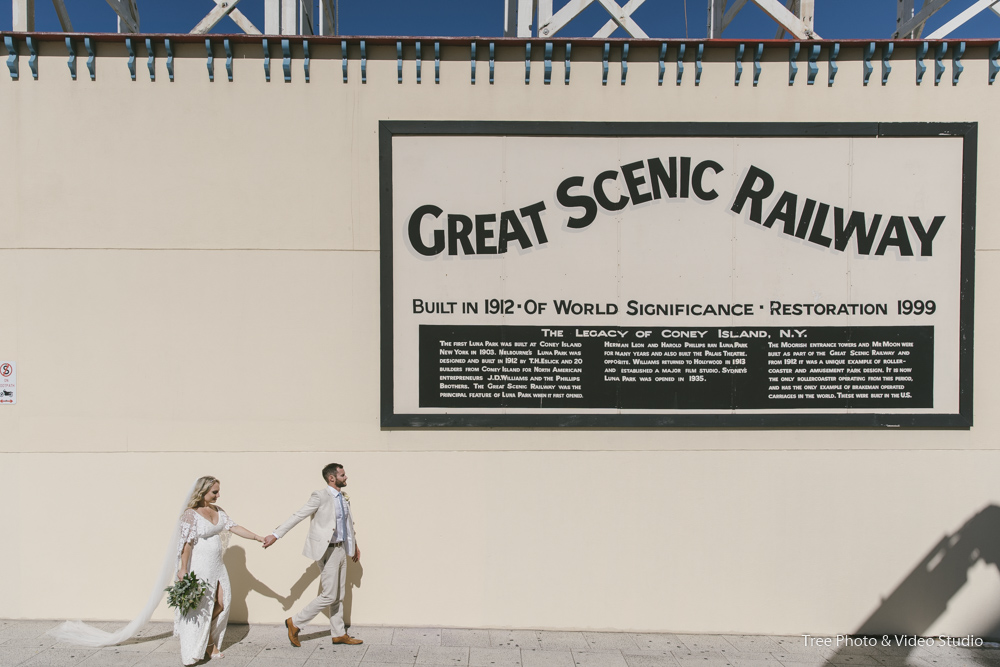 GREAT SCENIC RAILWAY
BUILT IN 1912 · OF WORLD SIGNIFICANCE · RESTORATION 1999
THE LEGACY OF CONEY ISLAND, N.Y.
THE FIRST LUNA PARK WAS BUILT AT CONEY ISLAND
NEW YORK IN 1903. MELBOURNE'S LUNA PARK WAS
DESIGNED AND BUILT IN 1912 BY T.H.ESLICK AND 20
BUILDERS FROM CONEY ISLAND FOR NORTH AMERICAN
ENTREPRENEURS J.D.WILLIAMS AND THE PHILLIPS
BROTHERS. THE GREAT SCENIC RAILWAY WAS THE
PRINCIPAL FEATURE OF LUNA PARK WHEN IT FIRST OPENED.
HERMAN, LEON AND HAROLD PHILLIPS RAN LUNA PARK
FOR MANY YEARS AND ALSO BUILT THE PALAIS THEATRE,
OPPOSITE. WILLIAMS RETURNED TO HOLLYWOOD IN 1913
AND ESTABLISHED A MAJOR FILM STUDIO. SYDNEY'S
LUNA PARK WAS OPENED IN 1935.
THE MOORISH ENTRANCE TOWERS AND MR MOON WERE
BUILT AS PART OF THE GREAT SCENIC RAILWAY AND
FROM 1912 IT WAS A UNIQUE EXAMPLE OF ROLLER-
COASTER AND AMUSEMENT PARK DESIGN. IT IS NOW
THE ONLY ROLLERCOASTER OPERATING FROM THIS PERIOD,
AND HAS THE ONLY EXAMPLE OF BRAKEMAN OPERATED
CARRIAGES IN THE WORLD. THESE WERE BUILT IN THE U.S.
Tree Photo & Video Studio